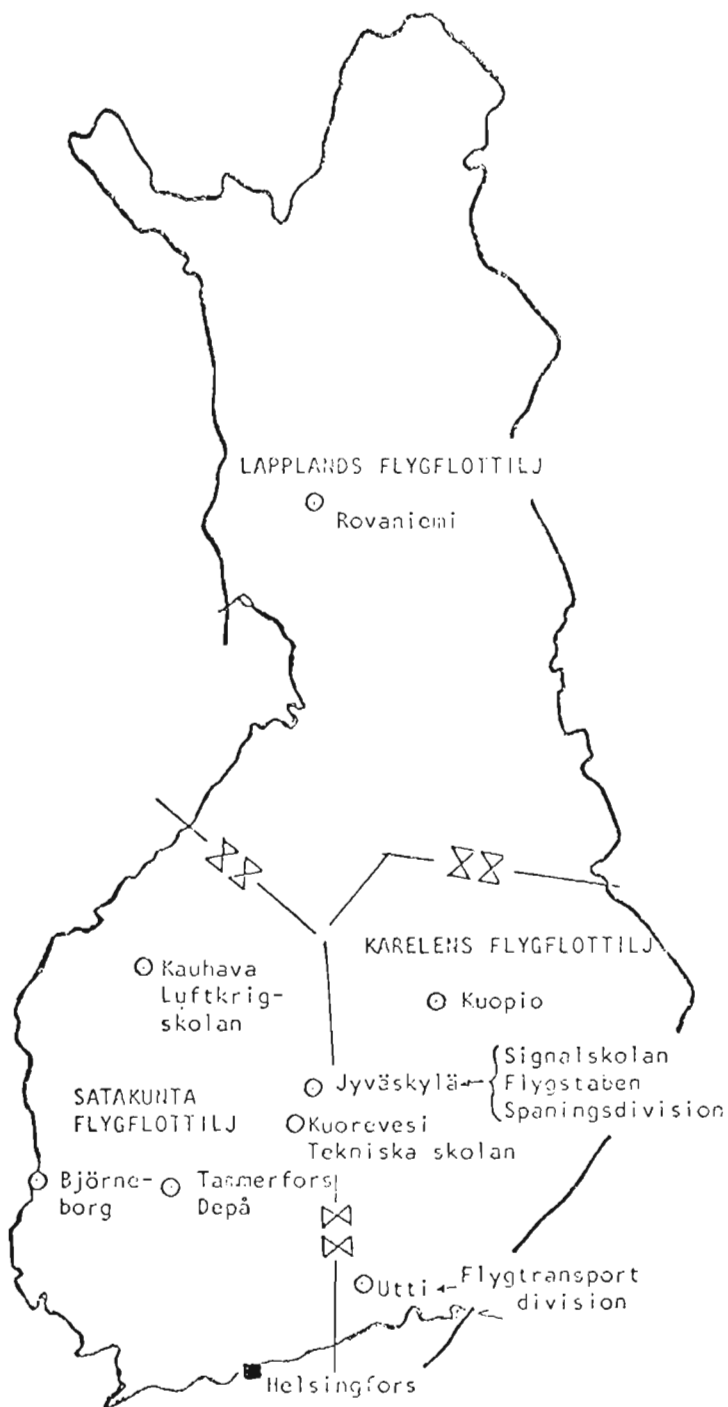 LAPPLANDS FLYGFLOTTILJ
Rovaniemi
KARELENS FLYGFLOTTILJ
Kauhava
Luftkrig-
skolan
Kuopio
Jyväskylä
Signalskolan
Flygstaben
Spaningsdivision
SATAKUNTA
FLYGFLOTTILJ
Kuorevesi
Tekniska skolan
Björne-
borg
Tammerfors
Depå
Utti
Flygtransport
division
Helsingfors